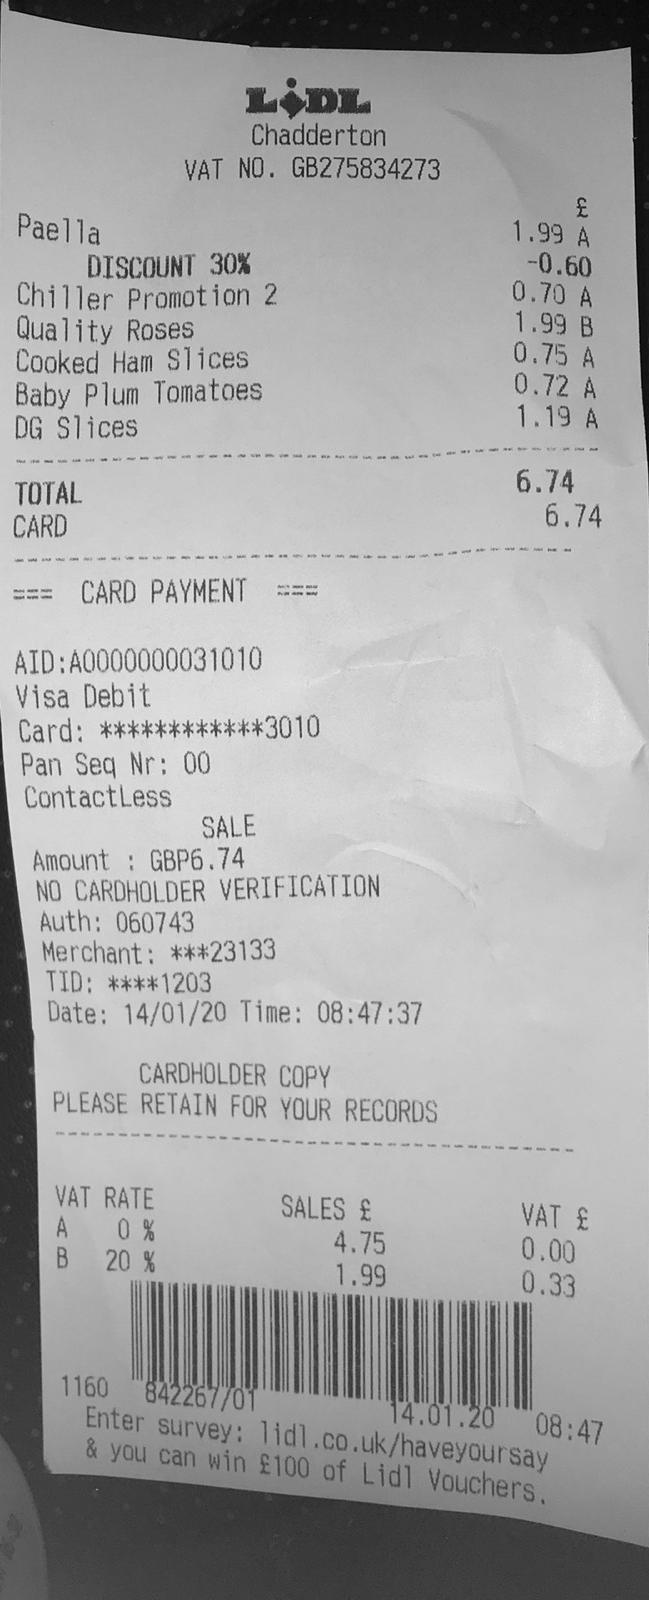 LiDL
Chadderton
VAT NO. GB275834273
£
Paella 1.99 A
DISCOUNT 30% -0.60
Chiller Promotion 2 0.70 A
Quality Roses 1.99 B
Cooked Ham Slices 0.75 A
Baby Plum Tomatoes 0.72 A
DG Slices 1.19 A
TOTAL 6.74
CARD 6.74
== CARD PAYMENT ==
AID:A0000000031010
Visa Debit
Card: ************3010
Pan Seq Nr: 00
ContactLess
SALE
Amount : GBP6.74
NO CARDHOLDER VERIFICATION
Auth: 060743
Merchant: ***23133
TID: ****1203
Date: 14/01/20 Time: 08:47:37
CARDHOLDER COPY
PLEASE RETAIN FOR YOUR RECORDS
VAT RATE SALES £ VAT £
A 0 % 4.75 0.00
B 20 % 1.99 0.33
1160 842267/01 14.01.20 08:47
Enter survey: lidl.co.uk/haveyoursay
& you can win £100 of Lidl Vouchers.